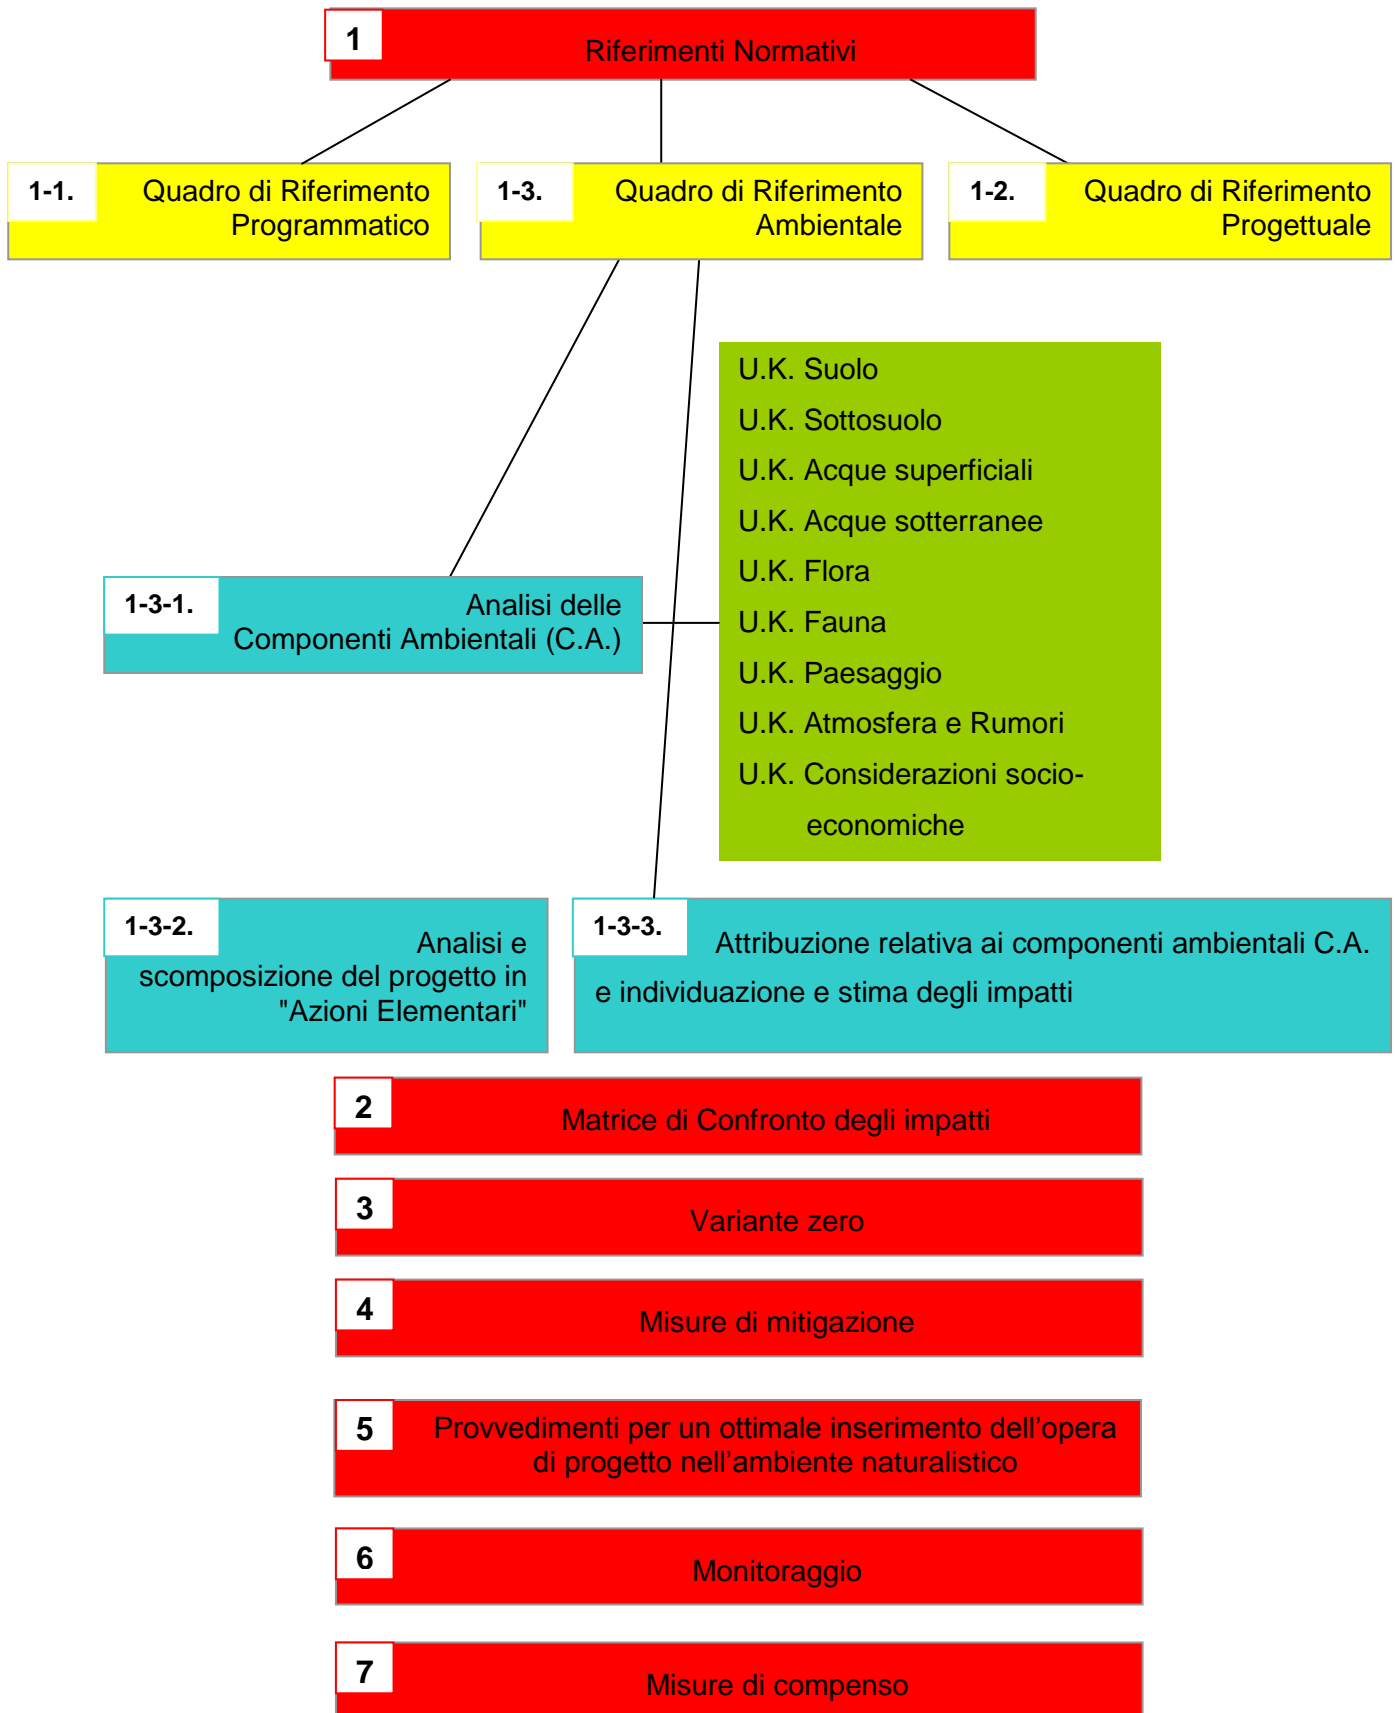 1
Riferimenti Normativi
1-1.
Quadro di Riferimento
Programmatico
1-3.
Quadro di Riferimento
Ambientale
1-2.
Quadro di Riferimento
Progettuale
U.K. Suolo
U.K. Sottosuolo
U.K. Acque superficiali
U.K. Acque sotterranee
U.K. Flora
U.K. Fauna
U.K. Paesaggio
U.K. Atmosfera e Rumori
U.K. Considerazioni socio-
economiche
1-3-1.
Analisi delle
Componenti Ambientali (C.A.)
1-3-2.
Analisi e
scomposizione del progetto in
"Azioni Elementari"
1-3-3.
Attribuzione relativa ai componenti ambientali C.A.
e individuazione e stima degli impatti
2
Matrice di Confronto degli impatti
3
Variante zero
4
Misure di mitigazione
5
Provvedimenti per un ottimale inserimento dell’opera
di progetto nell’ambiente naturalistico
6
Monitoraggio
7
Misure di compenso